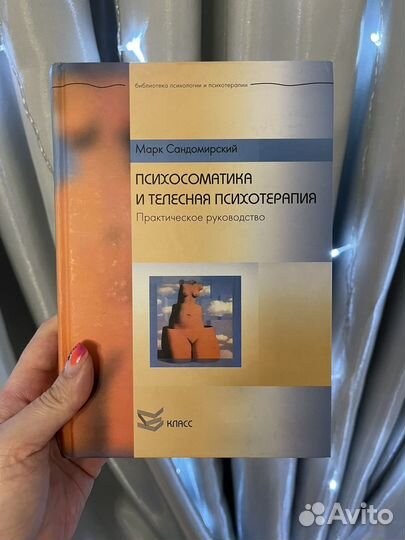 библиотека психологии и психотерапии
Марк Сандомирский
ПСИХОСОМАТИКА
И ТЕЛЕСНАЯ ПСИХОТЕРАПИЯ
Практическое руководство
КЛАСС
Avito